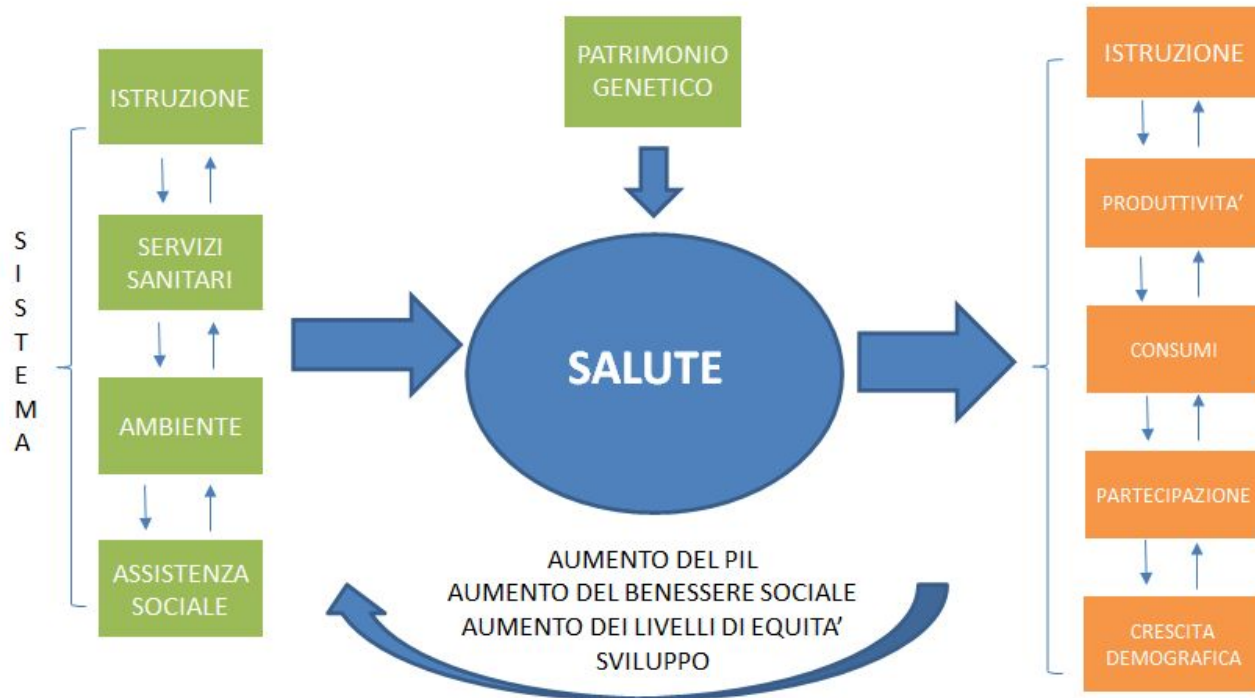 SISTEMA
ISTRUZIONE
SERVIZI
SANITARI
AMBIENTE
ASSISTENZA
SOCIALE
PATRIMONIO
GENETICO
SALUTE
AUMENTO DEL PIL
AUMENTO DEL BENESSERE SOCIALE
AUMENTO DEI LIVELLI DI EQUITA’
SVILUPPO
ISTRUZIONE
PRODUTTIVITA’
CONSUMI
PARTECIPAZIONE
CRESCITA
DEMOGRAFICA